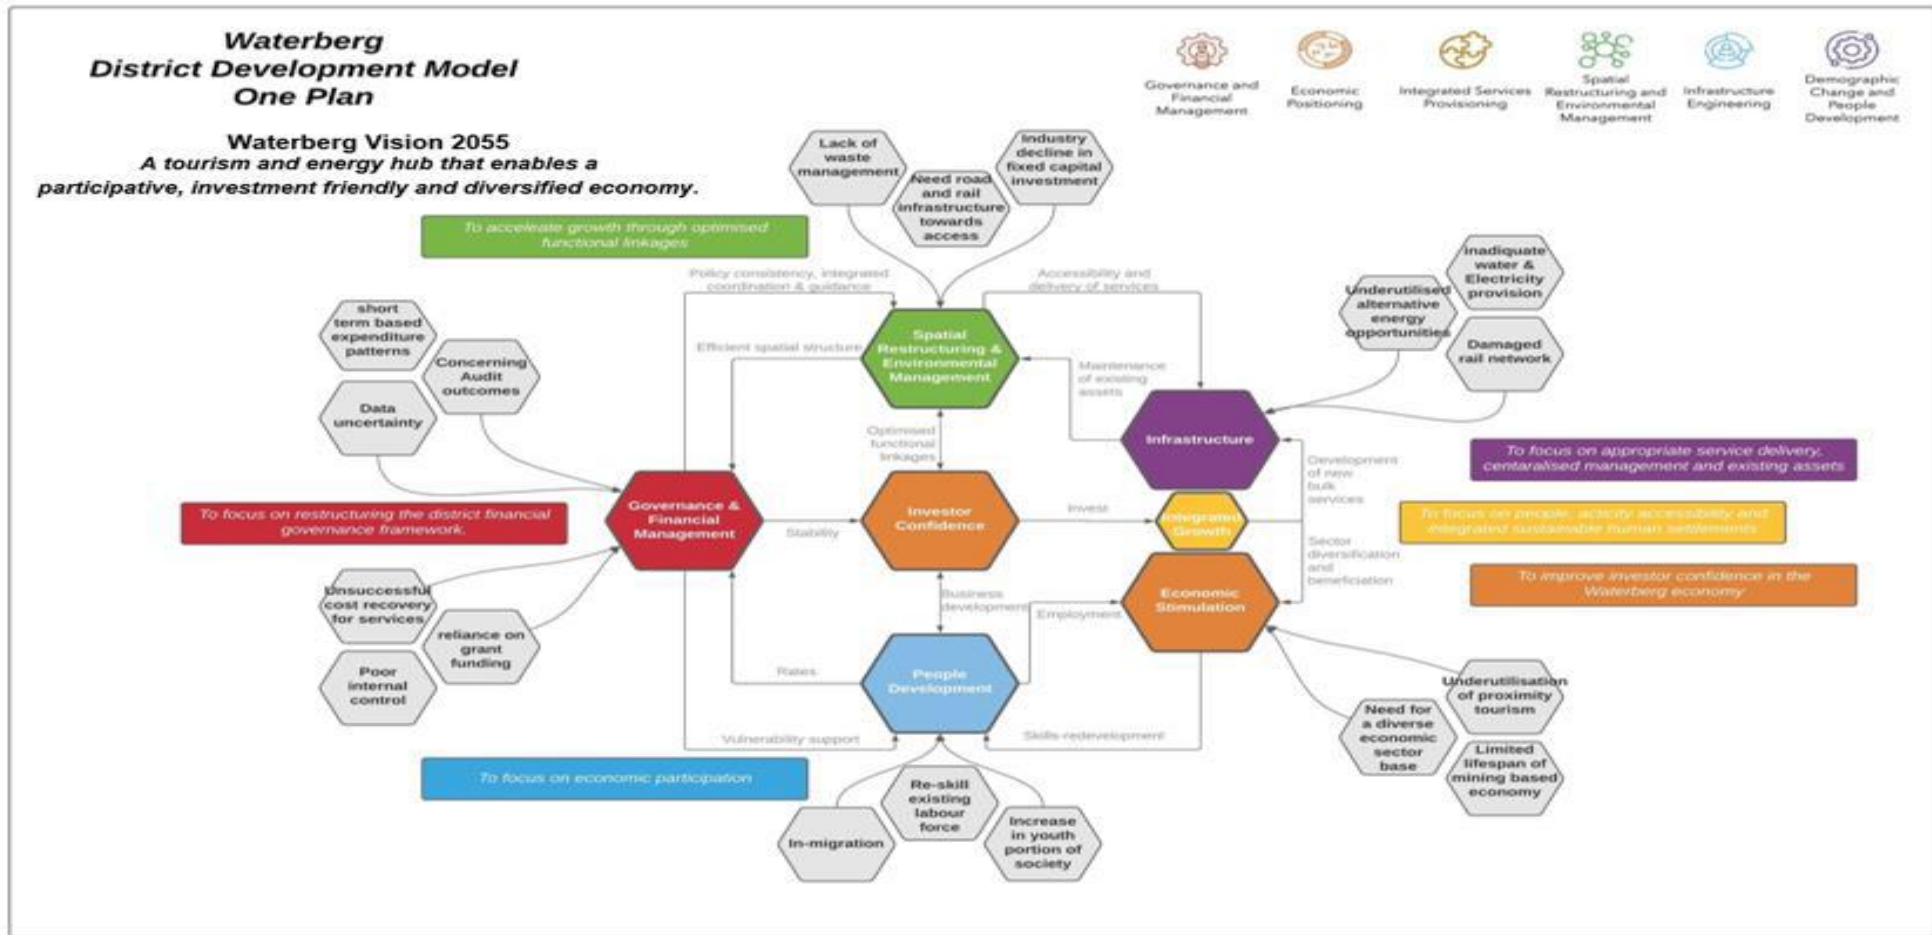 Waterberg
District Development Model
One Plan
Waterberg Vision 2055
A tourism and energy hub that enables a
participative, investment friendly and diversified economy.
Governance and
Financial
Management
Economic
Positioning
Integrated Services
Provisioning
Spatial
Restructuring and
Environmental
Management
Infrastructure
Engineering
Demographic
Change and
People
Development
Lack of
waste
management
Need road
and rail
infrastructure
towards
access
Industry
decline in
fixed capital
investment
To acceleate growth through optimised
functional linkages
Policy consistency, integrated
coordination & guidance
Accessibility and
delivery of services
inadiquate
water &
Electricity
provision
Underutilised
alternative
energy
opportunities
Damaged
rail network
short
term based
expenditure
patterns
Concerning
Audit
outcomes
Data
uncertainty
Efficient spatial structure
Spatial
Restructuring &
Environmental
Management
Maintenance
of existing
assets
Optimised
functional
linkages
Infrastructure
Development
of new
bulk
services
To focus on appropriate service delivery,
centaralised management and existing assets
To focus on restructuring the district financial
governance framework.
Governance &
Financial
Management
Stability
Investor
Confidence
Invest
Integrated
Growth
To focus on people, activity accessibility and
integrated sustainable human settlements
Sector
diversification
and
beneficiation
To improve investor confidence in the
Waterberg economy
Unsuccessful
cost recovery
for services
reliance on
grant
funding
Poor
internal
control
Business
development
Employment
Economic
Stimulation
Rates
People
Development
Vulnerability support
Skills-redevelopment
Underutilisation
of proximity
tourism
Need for
a diverse
economic
sector
base
Limited
lifespan of
mining based
economy
To focus on economic participation
Re-skill
existing
labour
force
In-migration
Increase
in youth
portion of
society